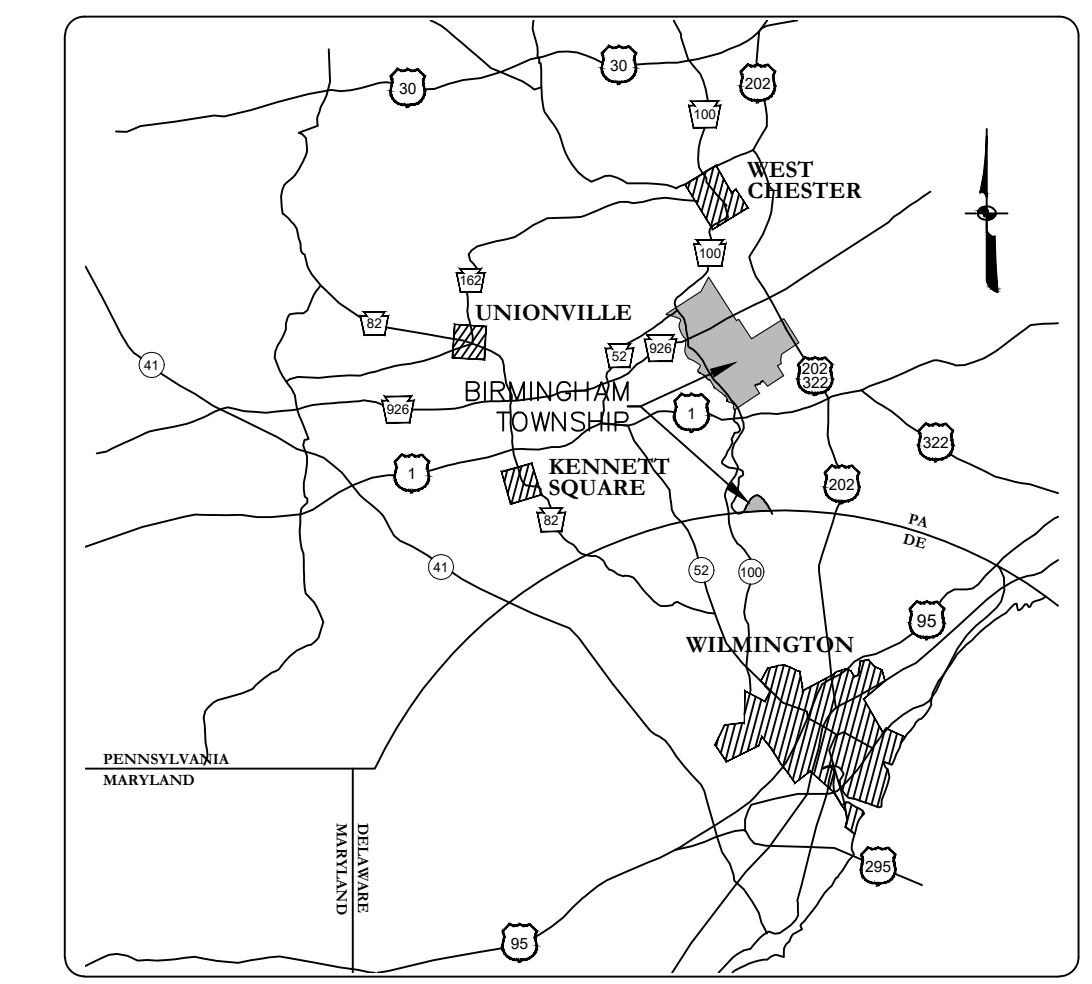 30
30
202
100
WEST
CHESTER
100
162
UNIONVILLE
82
41
52
926
202
322
BIRMINGHAM
TOWNSHIP
926
1
322
1
KENNETT
SQUARE
202
82
PA
DE
41
52
100
95
WILMINGTON
PENNSYLVANIA
MARYLAND
MARYLAND
DELAWARE
295
95